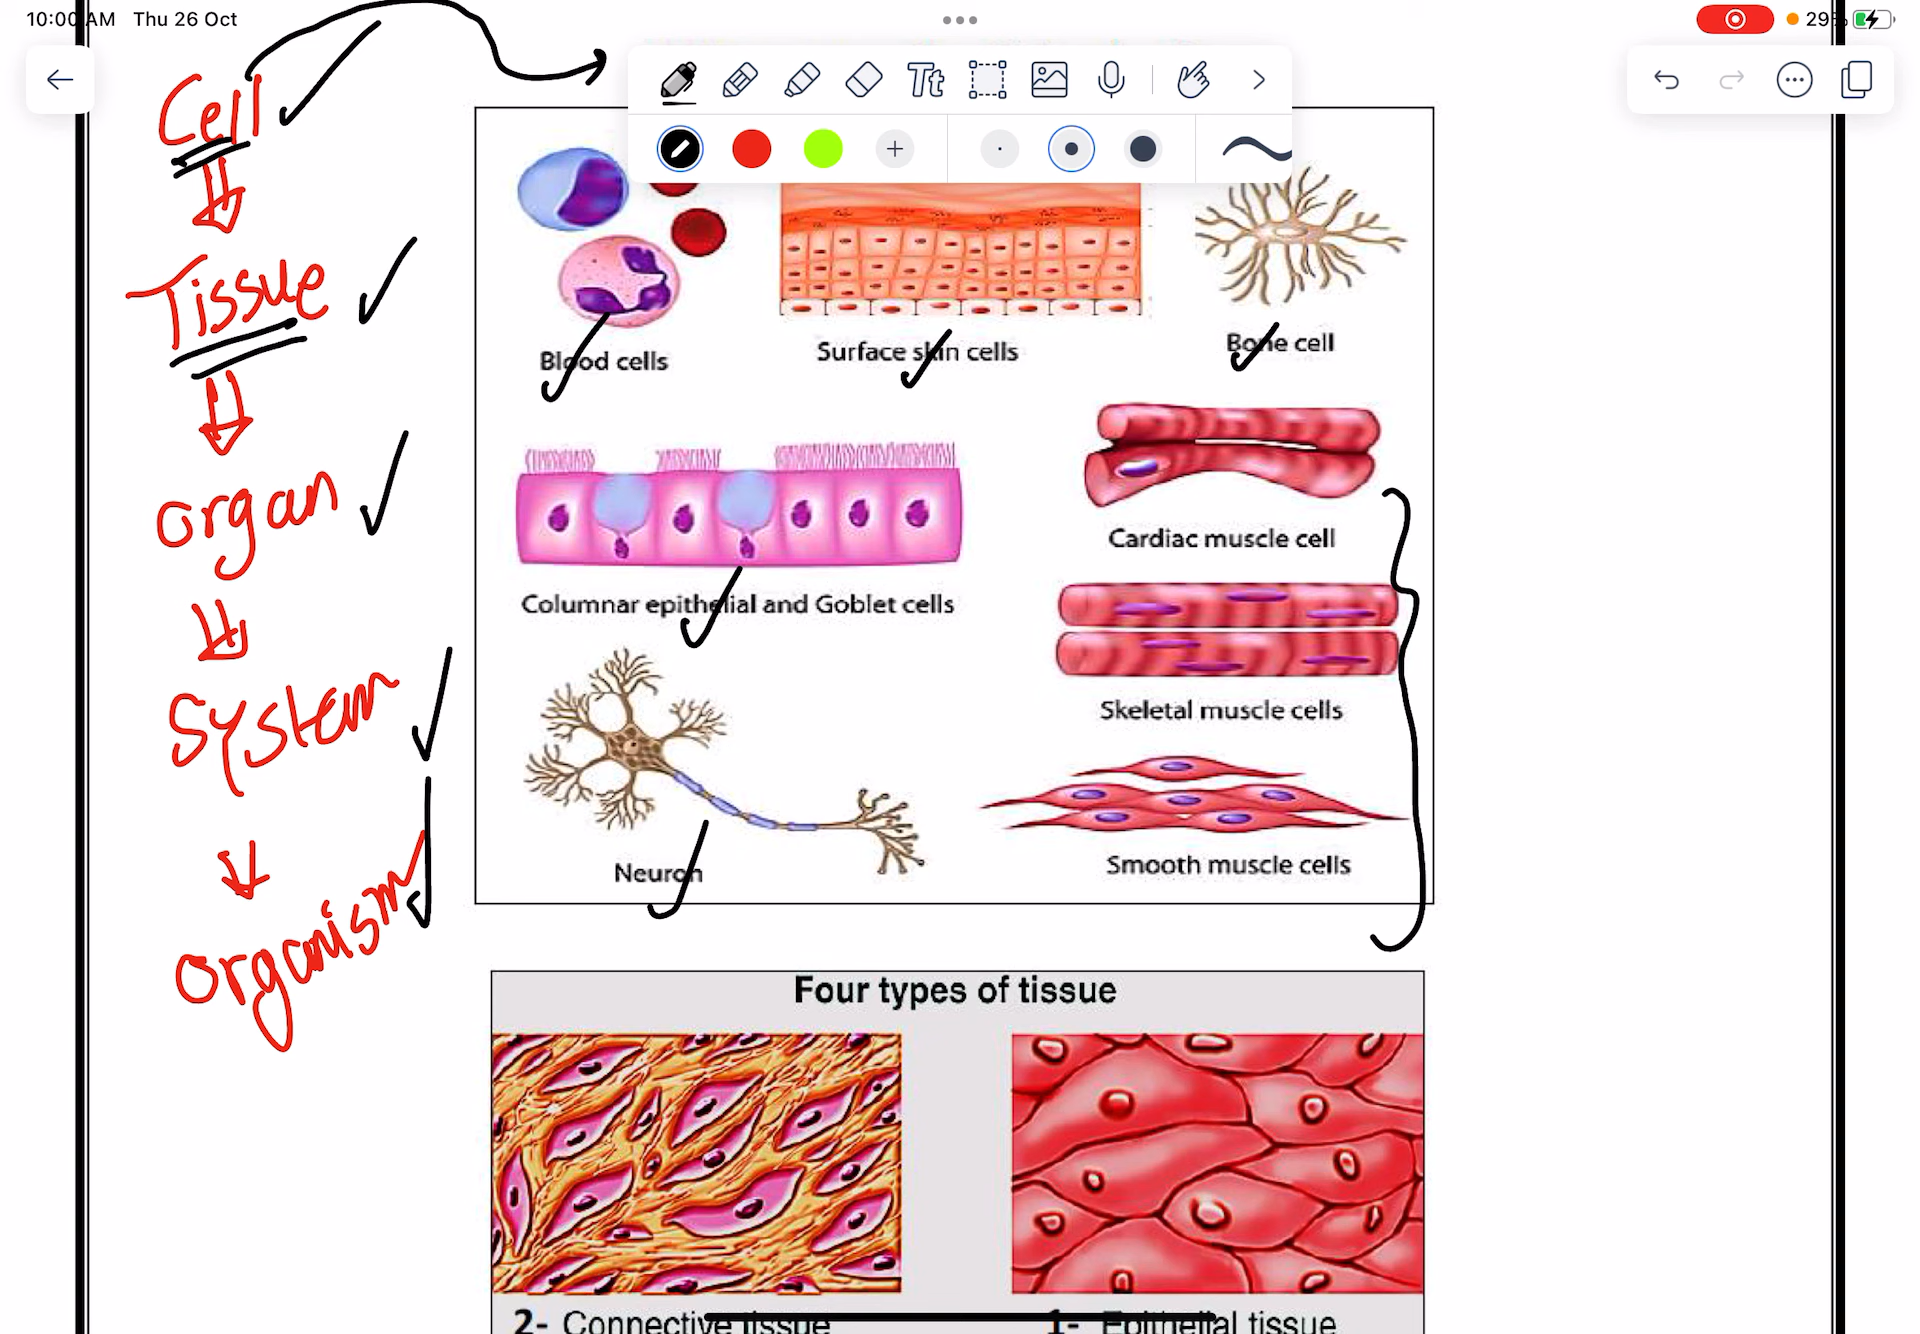 10:00 AM Thu 26 Oct
29%
Tt
Cell
Tissue
organ
System
organism
Blood cells
Surface skin cells
Bone cell
Columnar epithelial and Goblet cells
Cardiac muscle cell
Skeletal muscle cells
Neuron
Smooth muscle cells
Four types of tissue
2- Connective tissue
1- Epithelial tissue